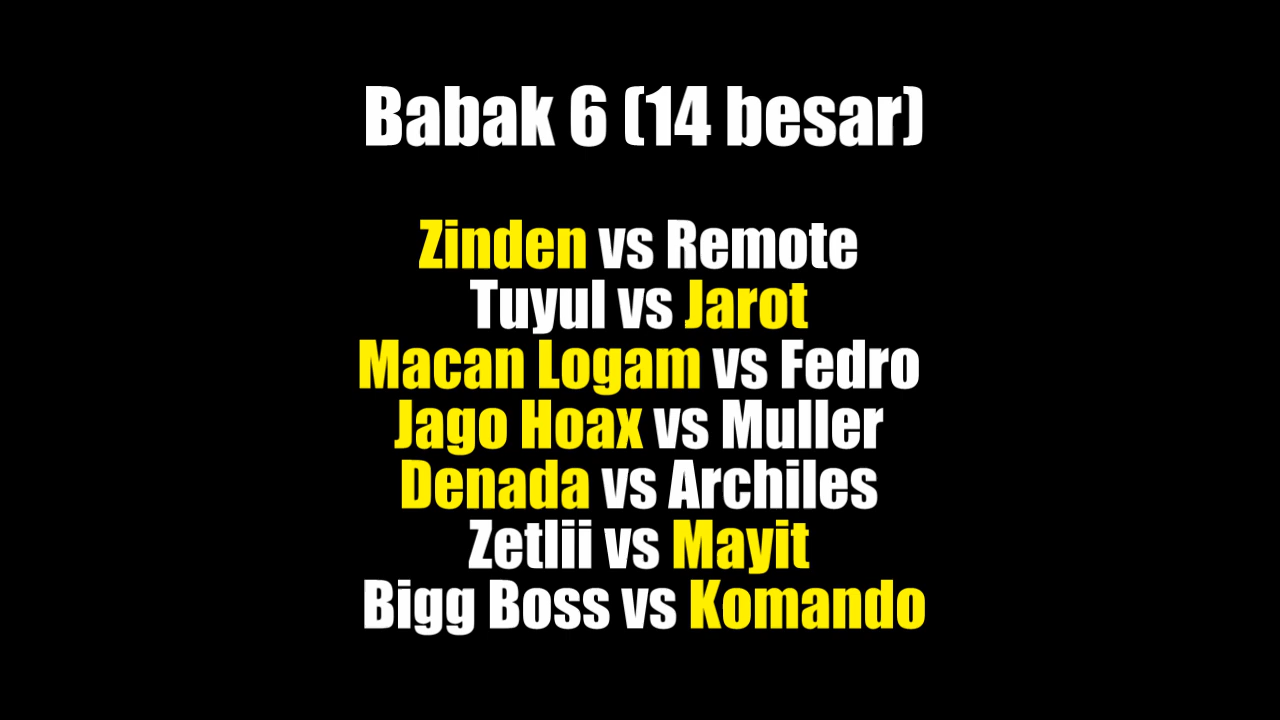 Babak 6 (14 besar)
Zinden vs Remote
Tuyul vs Jarot
Macan Logam vs Fedro
Jago Hoax vs Muller
Denada vs Archiles
Zetlii vs Mayit
Bigg Boss vs Komando